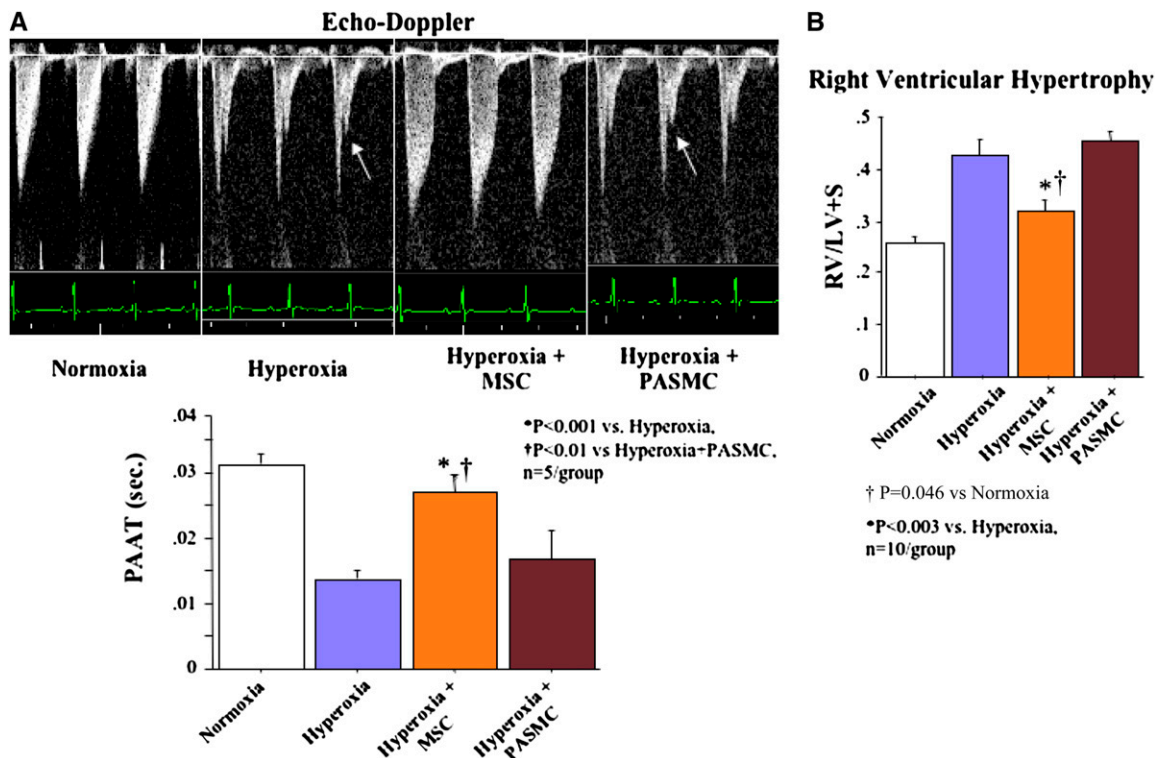 A
Echo-Doppler
Normoxia
Hyperoxia
Hyperoxia +
MSC
Hyperoxia +
PASMC
*P<0.001 vs. Hyperoxia,
†P<0.01 vs Hyperoxia+PASMC,
n=5/group
PAAT (sec.)
.04
.03
.02
.01
0
* †
Normoxia
Hyperoxia
Hyperoxia +
MSC
Hyperoxia +
PASMC
B
Right Ventricular Hypertrophy
RV/LV+S
.5
.4
.3
.2
.1
0
* †
Normoxia
Hyperoxia
Hyperoxia +
MSC
Hyperoxia +
PASMC
† P=0.046 vs Normoxia
*P<0.003 vs. Hyperoxia,
n=10/group